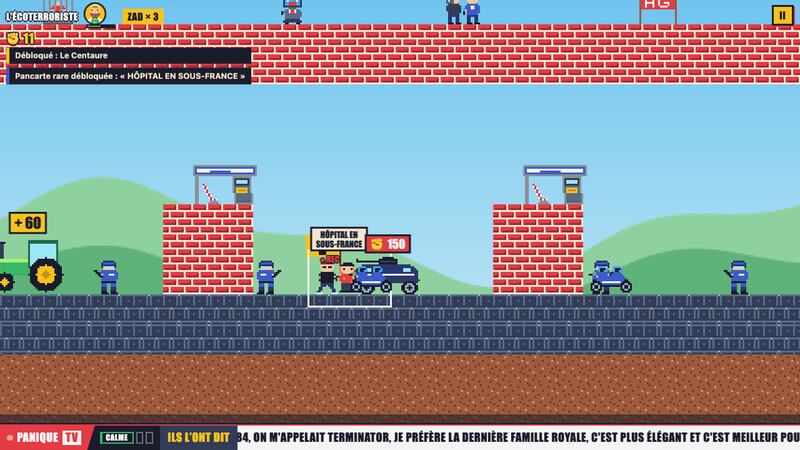 L'ÉCOTERRORISTE
ZAD × 3
11
Débloqué : Le Centaure
Pancarte rare débloquée : « HÔPITAL EN SOUS-FRANCE »
HG
+ 60
HÔPITAL EN
SOUS-FRANCE
150
REC
PANIQUE TV
CALME
ILS L'ONT DIT
84, ON M'APPELAIT TERMINATOR, JE PRÉFÈRE LA DERNIÈRE FAMILLE ROYALE, C'EST PLUS ÉLÉGANT ET C'EST MEILLEUR POU